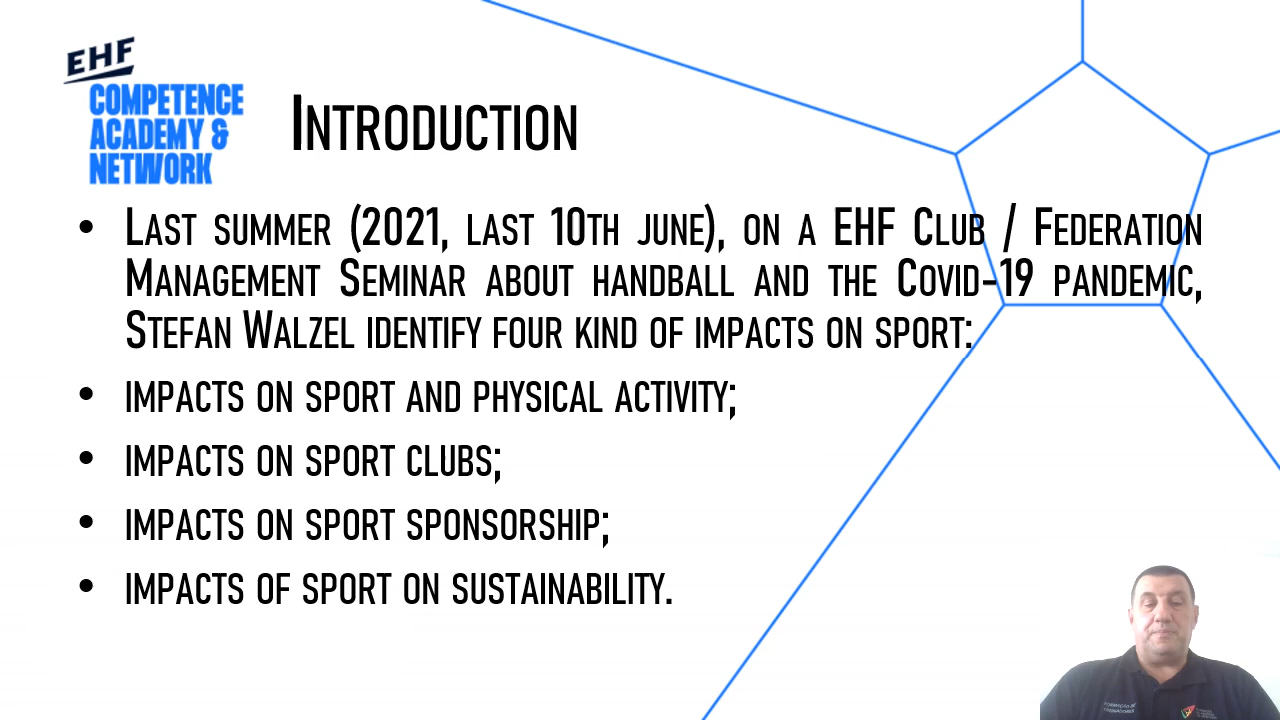 EHF
COMPETENCE
ACADEMY &
NETWORK
INTRODUCTION
• LAST SUMMER (2021, LAST 10TH JUNE), ON A EHF CLUB / FEDERATION
MANAGEMENT SEMINAR ABOUT HANDBALL AND THE COVID-19 PANDEMIC,
STEFAN WALZEL IDENTIFY FOUR KIND OF IMPACTS ON SPORT:
• IMPACTS ON SPORT AND PHYSICAL ACTIVITY;
• IMPACTS ON SPORT CLUBS;
• IMPACTS ON SPORT SPONSORSHIP;
• IMPACTS OF SPORT ON SUSTAINABILITY.